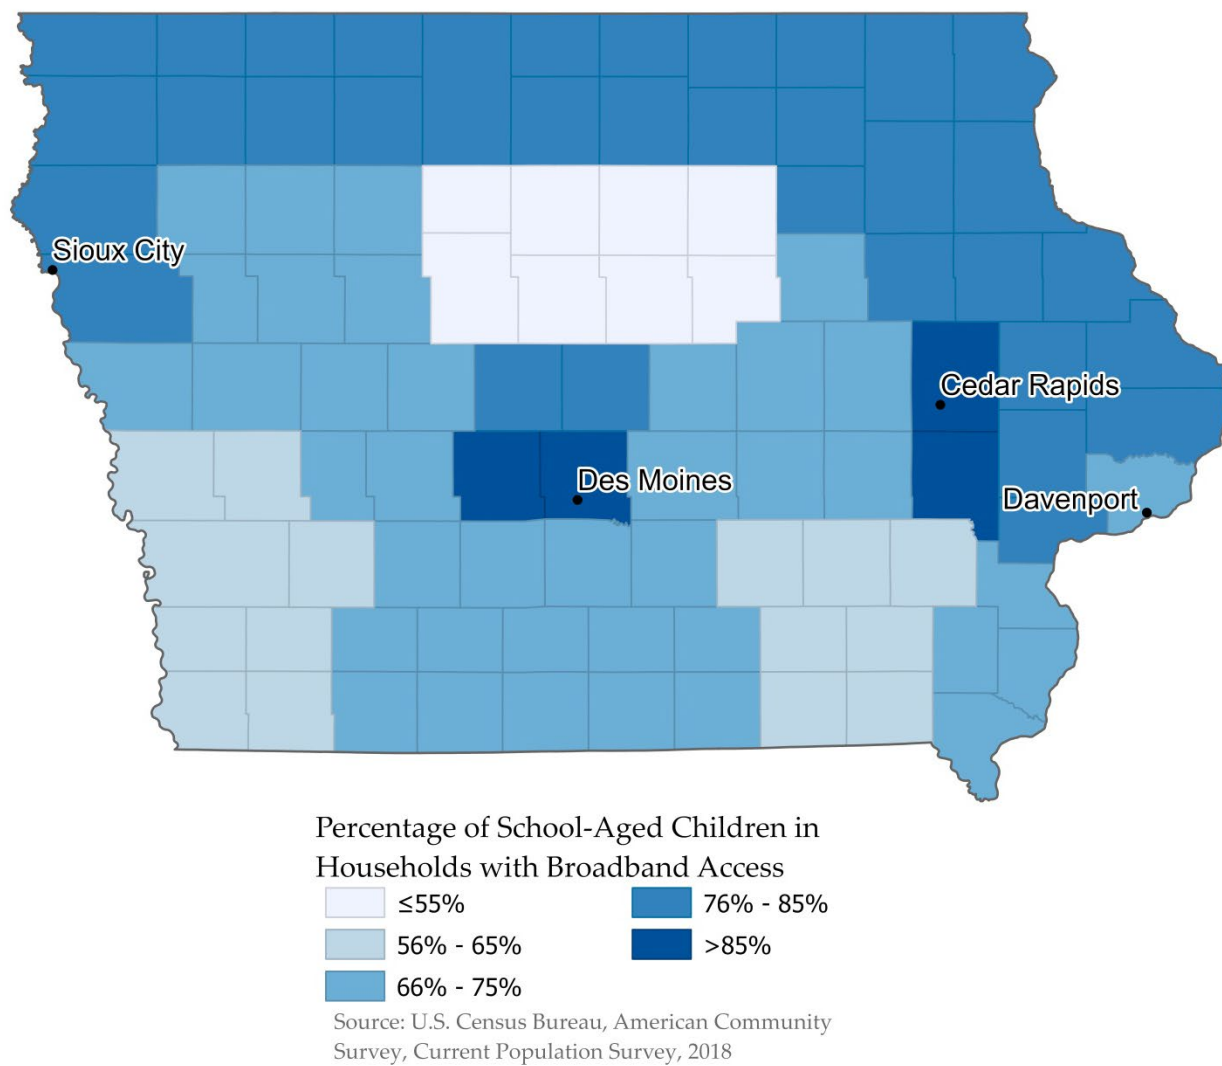 Sioux City
Cedar Rapids
Des Moines
Davenport
Percentage of School-Aged Children in
Households with Broadband Access
≤55%
76% - 85%
56% - 65%
>85%
66% - 75%
Source: U.S. Census Bureau, American Community
Survey, Current Population Survey, 2018